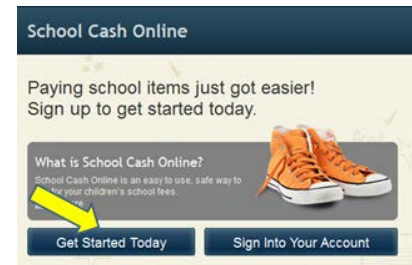 School Cash Online
Paying school items just got easier!
Sign up to get started today.
What is School Cash Online?
School Cash Online is an easy to use, safe way to
for your children's school fees.
Get Started Today
Sign Into Your Account